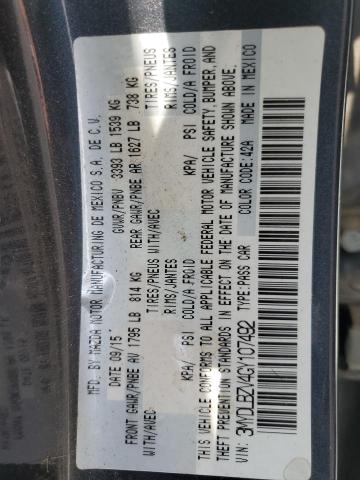 MFD. BY MAZDA MOTOR MANUFACTURING DE MEXICO S.A. DE C.V.
DATE 09/15 GVWR/PNBV 3393 LB 1539 KG
FRONT GAWR/PNBE AV 1795 LB 814 KG REAR GAWR/PNBE AR 1627 LB 738 KG
WITH/AVEC TIRES/PNEUS WITH/AVEC TIRES/PNEUS
RIMS/JANTES RIMS/JANTES
KPA/ PSI COLD/A FROID KPA/ PSI COLD/A FROID
THIS VEHICLE CONFORMS TO ALL APPLICABLE FEDERAL MOTOR VEHICLE SAFETY, BUMPER, AND
THEFT PREVENTION STANDARDS IN EFFECT ON THE DATE OF MANUFACTURE SHOWN ABOVE.
VIN: 3MYDLBZV4GY107462 TYPE: PASS CAR COLOR CODE: 42A MADE IN MEXICO